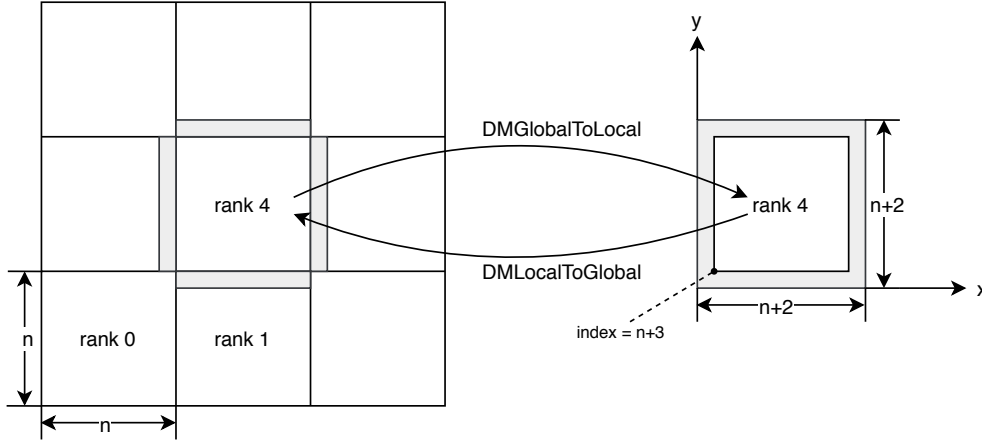 y
DMGlobalToLocal
rank 4
rank 4
n+2
DMLocalToGlobal
x
n+2
index = n+3
n
rank 0
rank 1
n